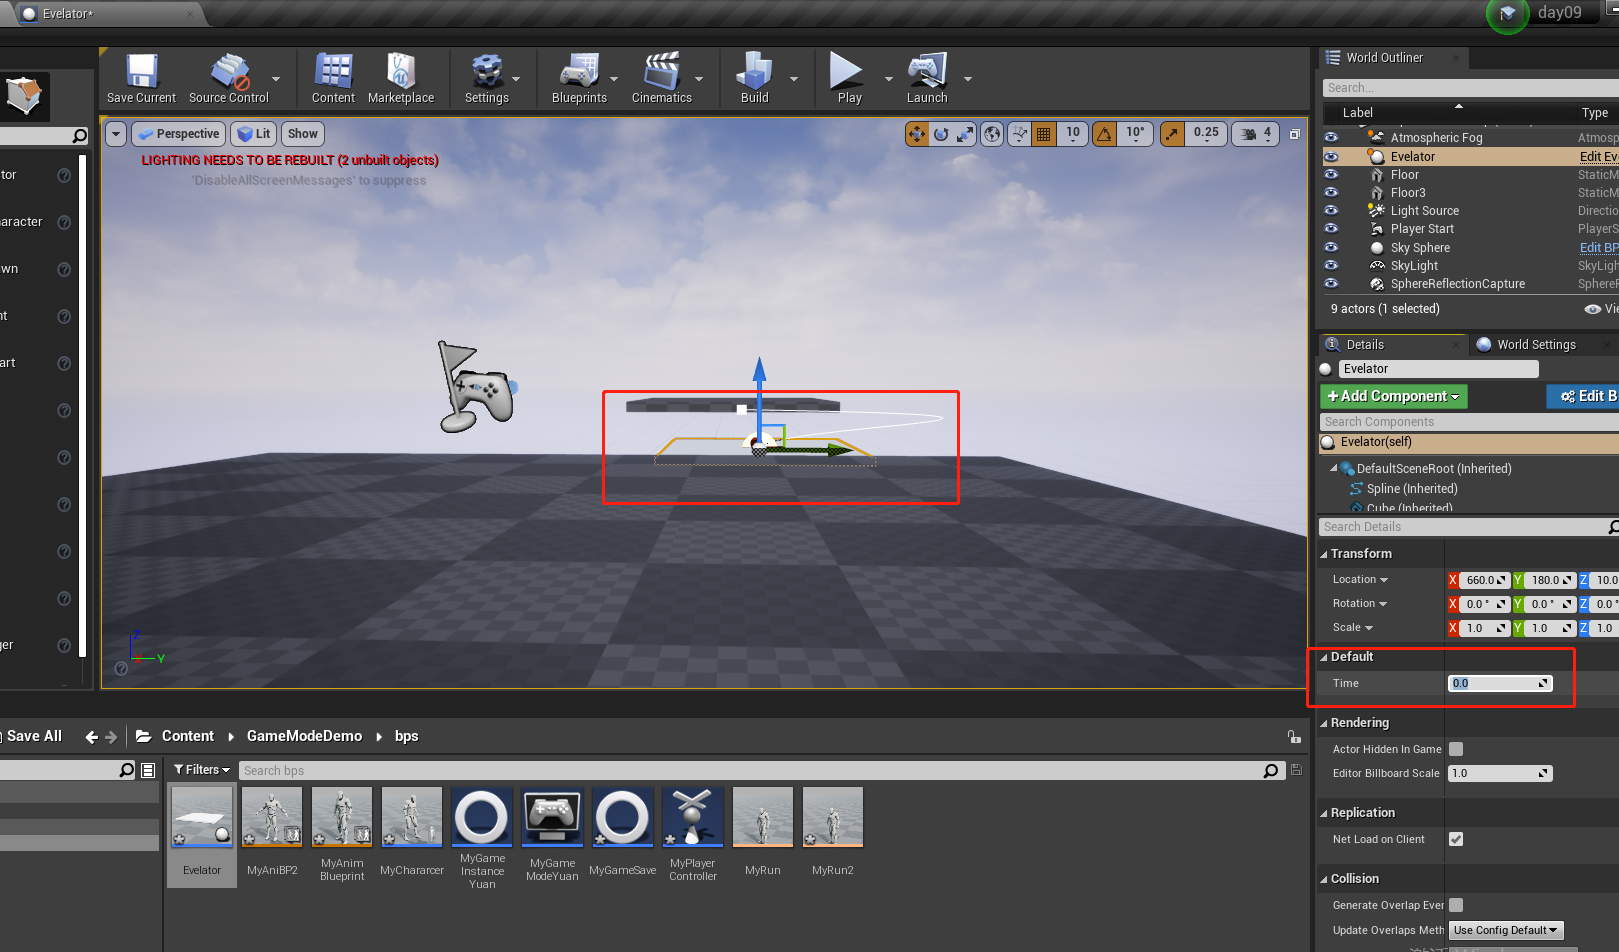 Evelator*
day09
Save Current
Source Control
Content
Marketplace
Settings
Blueprints
Cinematics
Build
Play
Launch
Perspective
Lit
Show
10
10°
0.25
4
LIGHTING NEEDS TO BE REBUILT (2 unbuilt objects)
'DisableAllScreenMessages' to suppress
tor
aracter
wn
nt
art
ger
Z
Y
World Outliner
Search...
Label Type
Atmospheric Fog Atmosp
Evelator Edit Ev
Floor StaticM
Floor3 StaticM
Light Source Directio
Player Start PlayerS
Sky Sphere Edit BP
SkyLight SkyLigh
SphereReflectionCapture SphereR
9 actors (1 selected) Vie
Details
World Settings
Evelator
+Add Component
Edit B
Search Components
Evelator(self)
DefaultSceneRoot (Inherited)
Spline (Inherited)
Cube (Inherited)
Search Details
Transform
Location X 660.0 Y 180.0 Z 10.0
Rotation X 0.0 ° Y 0.0 ° Z 0.0 °
Scale X 1.0 Y 1.0 Z 1.0
Default
Time 0.0
Rendering
Actor Hidden In Game
Editor Billboard Scale 1.0
Replication
Net Load on Client
Collision
Generate Overlap Ever
Update Overlaps Meth Use Config Default
Save All
Content
GameModeDemo
bps
Filters
Search bps
Evelator
MyAniBP2
MyAnim
Blueprint
MyChararcer
MyGame
Instance
Yuan
MyGame
ModeYuan
MyGameSave
MyPlayer
Controller
MyRun
MyRun2